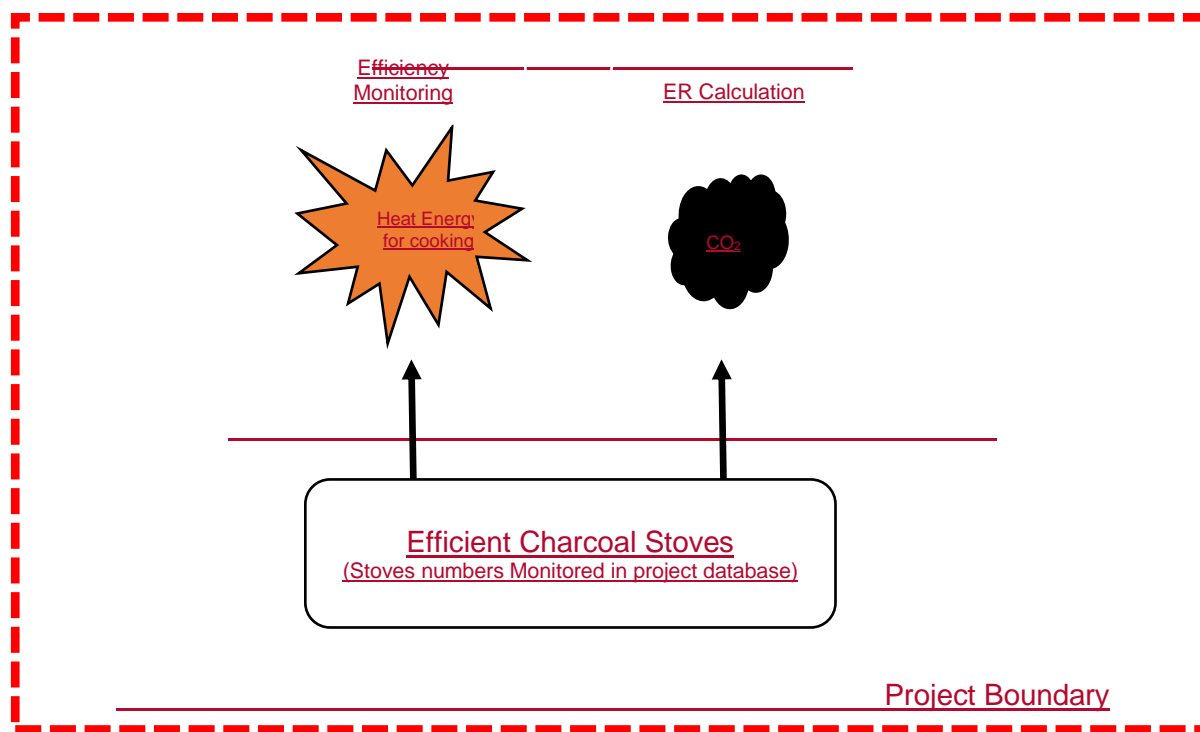 Efficiency
Monitoring
ER Calculation
Heat Energy
for cooking
CO₂
Efficient Charcoal Stoves
(Stoves numbers Monitored in project database)
Project Boundary